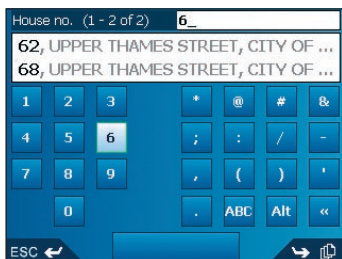 House no. (1 - 2 of 2) 6_
62, UPPER THAMES STREET, CITY OF ...
68, UPPER THAMES STREET, CITY OF ...
1 2 3 * @ # &
4 5 6 ; : / -
7 8 9 , ( ) '
0 . ABC Alt «
ESC